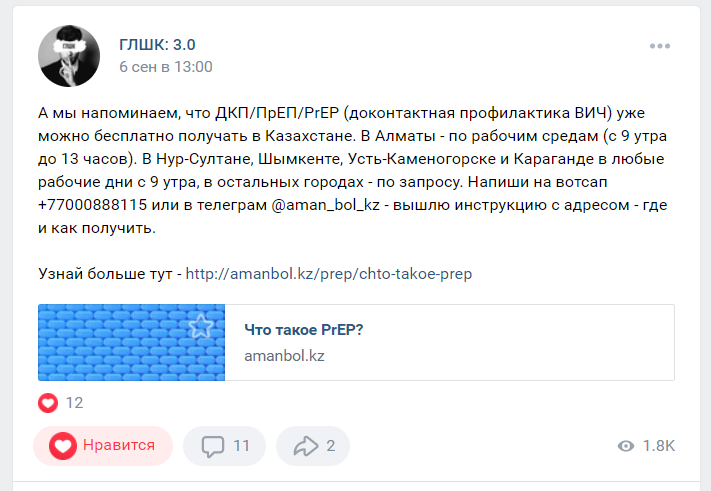 ГЛШК
ГЛШК: 3.0
6 сен в 13:00
А мы напоминаем, что ДКП/ПрЕП/PrEP (доконтактная профилактика ВИЧ) уже
можно бесплатно получать в Казахстане. В Алматы - по рабочим средам (с 9 утра
до 13 часов). В Нур-Султане, Шымкенте, Усть-Каменогорске и Караганде в любые
рабочие дни с 9 утра, в остальных городах - по запросу. Напиши на вотсап
+77000888115 или в телеграм @aman_bol_kz - вышлю инструкцию с адресом - где
и как получить.
Узнай больше тут - http://amanbol.kz/prep/chto-takoe-prep
Что такое PrEP?
amanbol.kz
12
Нравится 11 2 1.8K